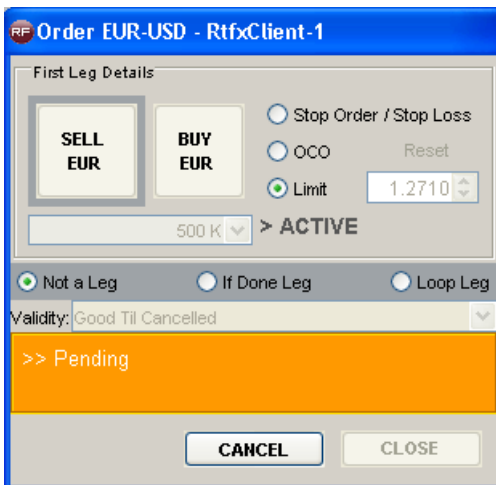 RF Order EUR-USD - RtfxClient-1
First Leg Details
SELL
EUR
BUY
EUR
Stop Order / Stop Loss
OCO
Reset
Limit
1.2710
500 K
> ACTIVE
Not a Leg
If Done Leg
Loop Leg
Validity: Good Til Cancelled
>> Pending
CANCEL
CLOSE